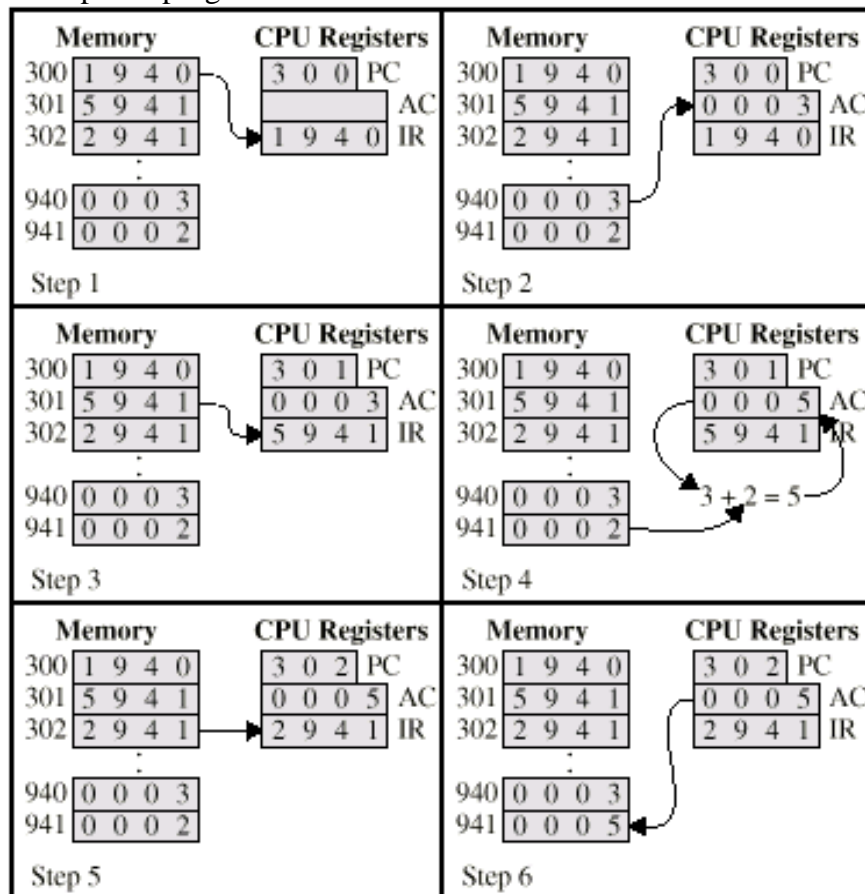 Memory CPU Registers
300 1 9 4 0 3 0 0 PC
301 5 9 4 1 AC
302 2 9 4 1 1 9 4 0 IR
:
940 0 0 0 3
941 0 0 0 2
Step 1
Memory CPU Registers
300 1 9 4 0 3 0 0 PC
301 5 9 4 1 0 0 0 3 AC
302 2 9 4 1 1 9 4 0 IR
:
940 0 0 0 3
941 0 0 0 2
Step 2
Memory CPU Registers
300 1 9 4 0 3 0 1 PC
301 5 9 4 1 0 0 0 3 AC
302 2 9 4 1 5 9 4 1 IR
:
940 0 0 0 3
941 0 0 0 2
Step 3
Memory CPU Registers
300 1 9 4 0 3 0 1 PC
301 5 9 4 1 0 0 0 5 AC
302 2 9 4 1 5 9 4 1 IR
:
940 0 0 0 3 3 + 2 = 5
941 0 0 0 2
Step 4
Memory CPU Registers
300 1 9 4 0 3 0 2 PC
301 5 9 4 1 0 0 0 5 AC
302 2 9 4 1 2 9 4 1 IR
:
940 0 0 0 3
941 0 0 0 2
Step 5
Memory CPU Registers
300 1 9 4 0 3 0 2 PC
301 5 9 4 1 0 0 0 5 AC
302 2 9 4 1 2 9 4 1 IR
:
940 0 0 0 3
941 0 0 0 5
Step 6